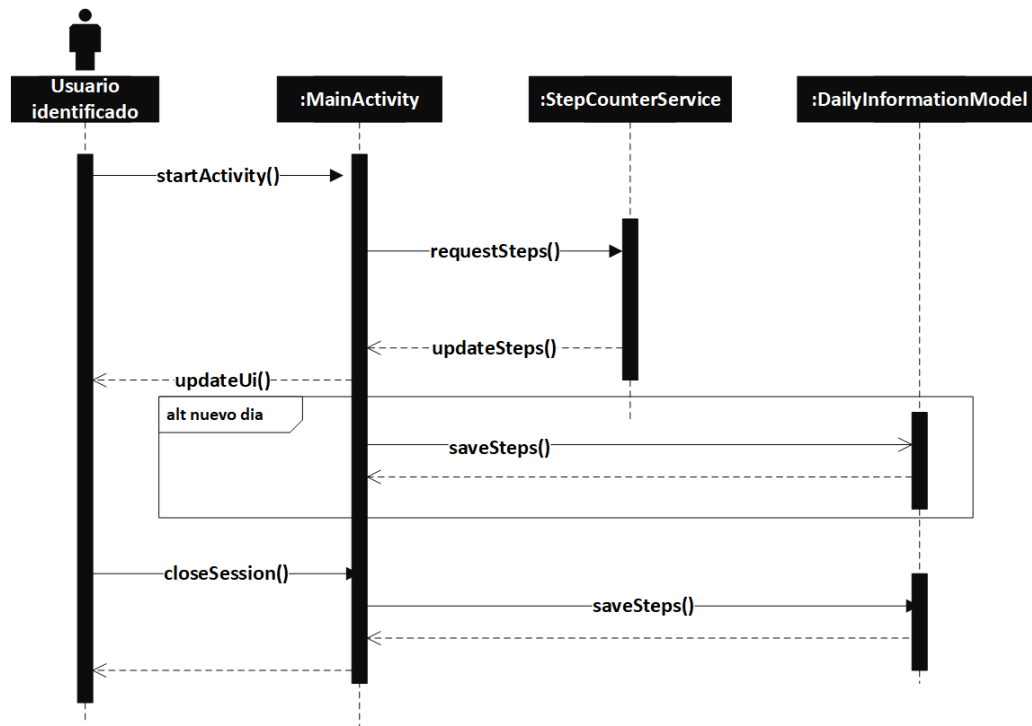 Usuario
identificado
:MainActivity
:StepCounterService
:DailyInformationModel
startActivity()
requestSteps()
updateSteps()
updateUi()
alt nuevo dia
saveSteps()
closeSession()
saveSteps()